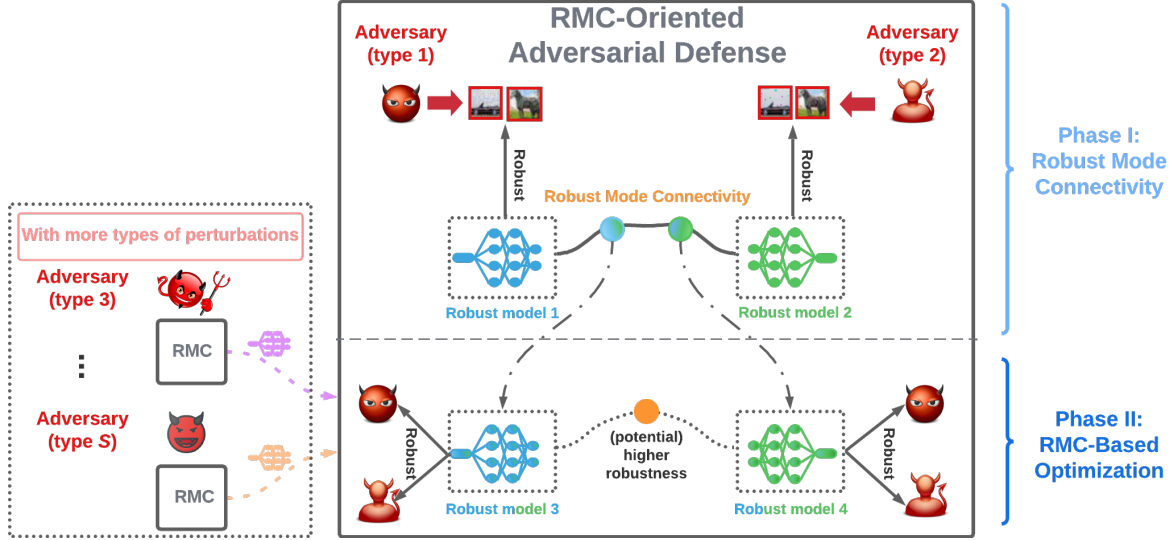 RMC-Oriented
Adversarial Defense
Adversary
(type 1)
Adversary
(type 2)
Robust
Robust
Robust Mode Connectivity
Robust model 1
Robust model 2
Phase I:
Robust Mode
Connectivity
With more types of perturbations
Adversary
(type 3)
RMC
...
Adversary
(type S)
RMC
Robust
Robust model 3
(potential)
higher
robustness
Robust
Robust model 4
Phase II:
RMC-Based
Optimization